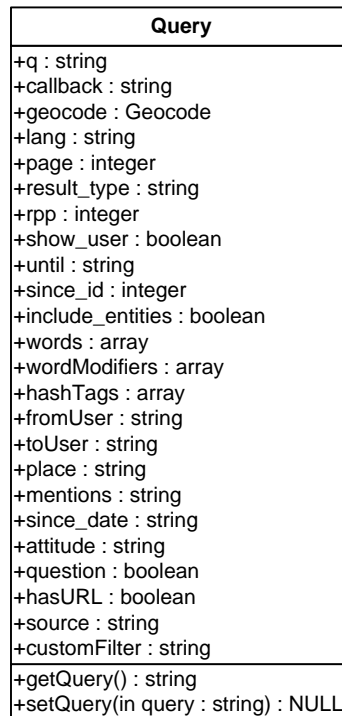 Query
+q : string
+callback : string
+geocode : Geocode
+lang : string
+page : integer
+result_type : string
+rpp : integer
+show_user : boolean
+until : string
+since_id : integer
+include_entities : boolean
+words : array
+wordModifiers : array
+hashTags : array
+fromUser : string
+toUser : string
+place : string
+mentions : string
+since_date : string
+attitude : string
+question : boolean
+hasURL : boolean
+source : string
+customFilter : string
+getQuery() : string
+setQuery(in query : string) : NULL